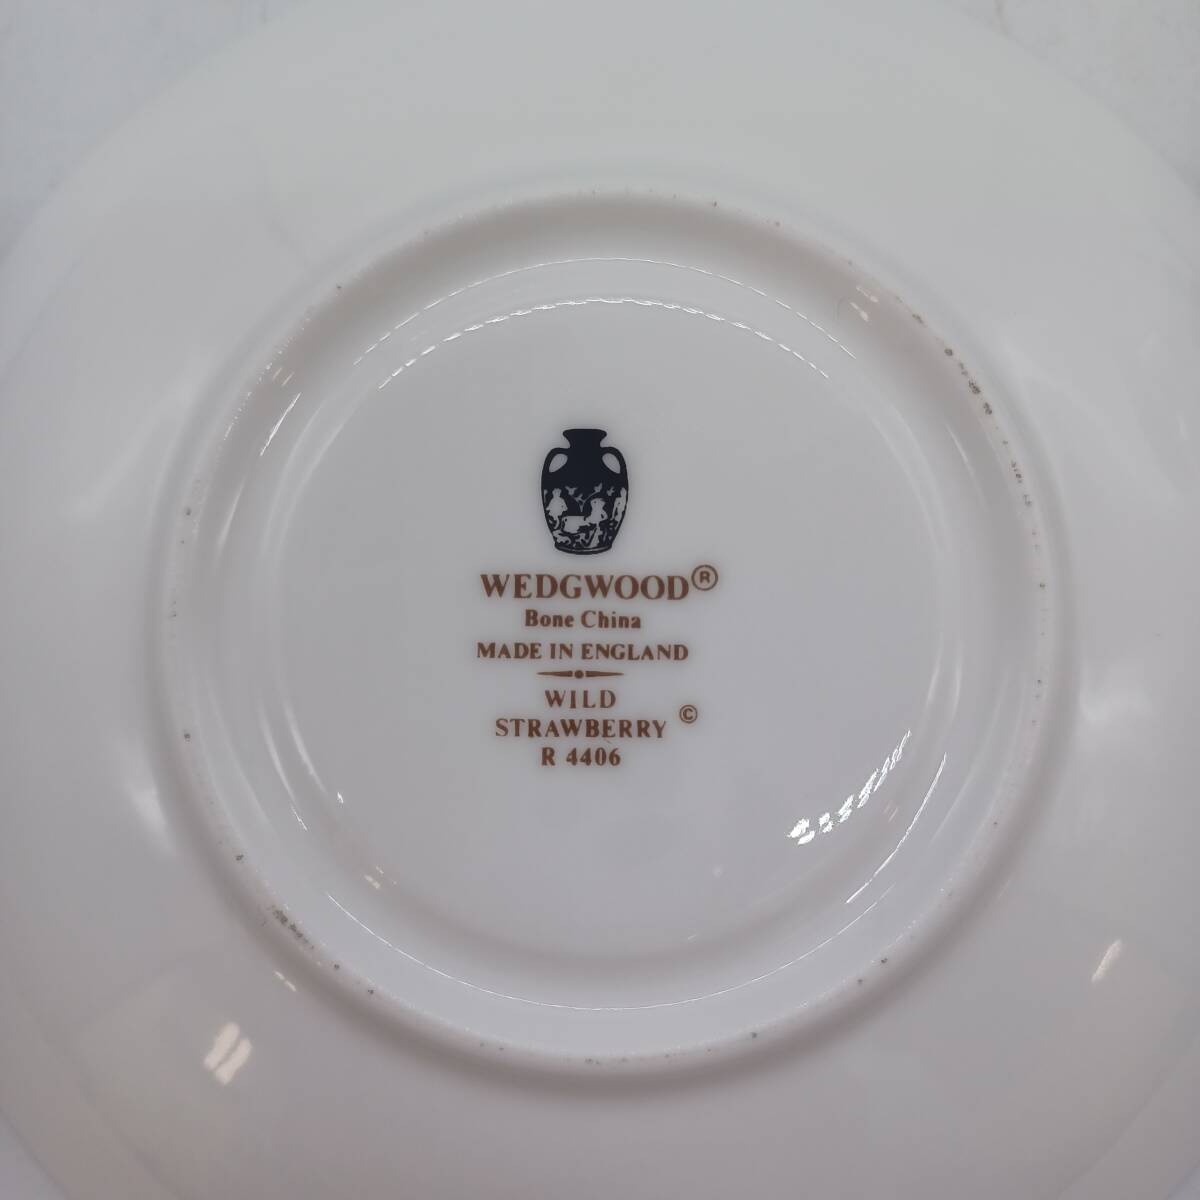 WEDGWOOD®
Bone China
MADE IN ENGLAND
WILD
STRAWBERRY ©
R 4406